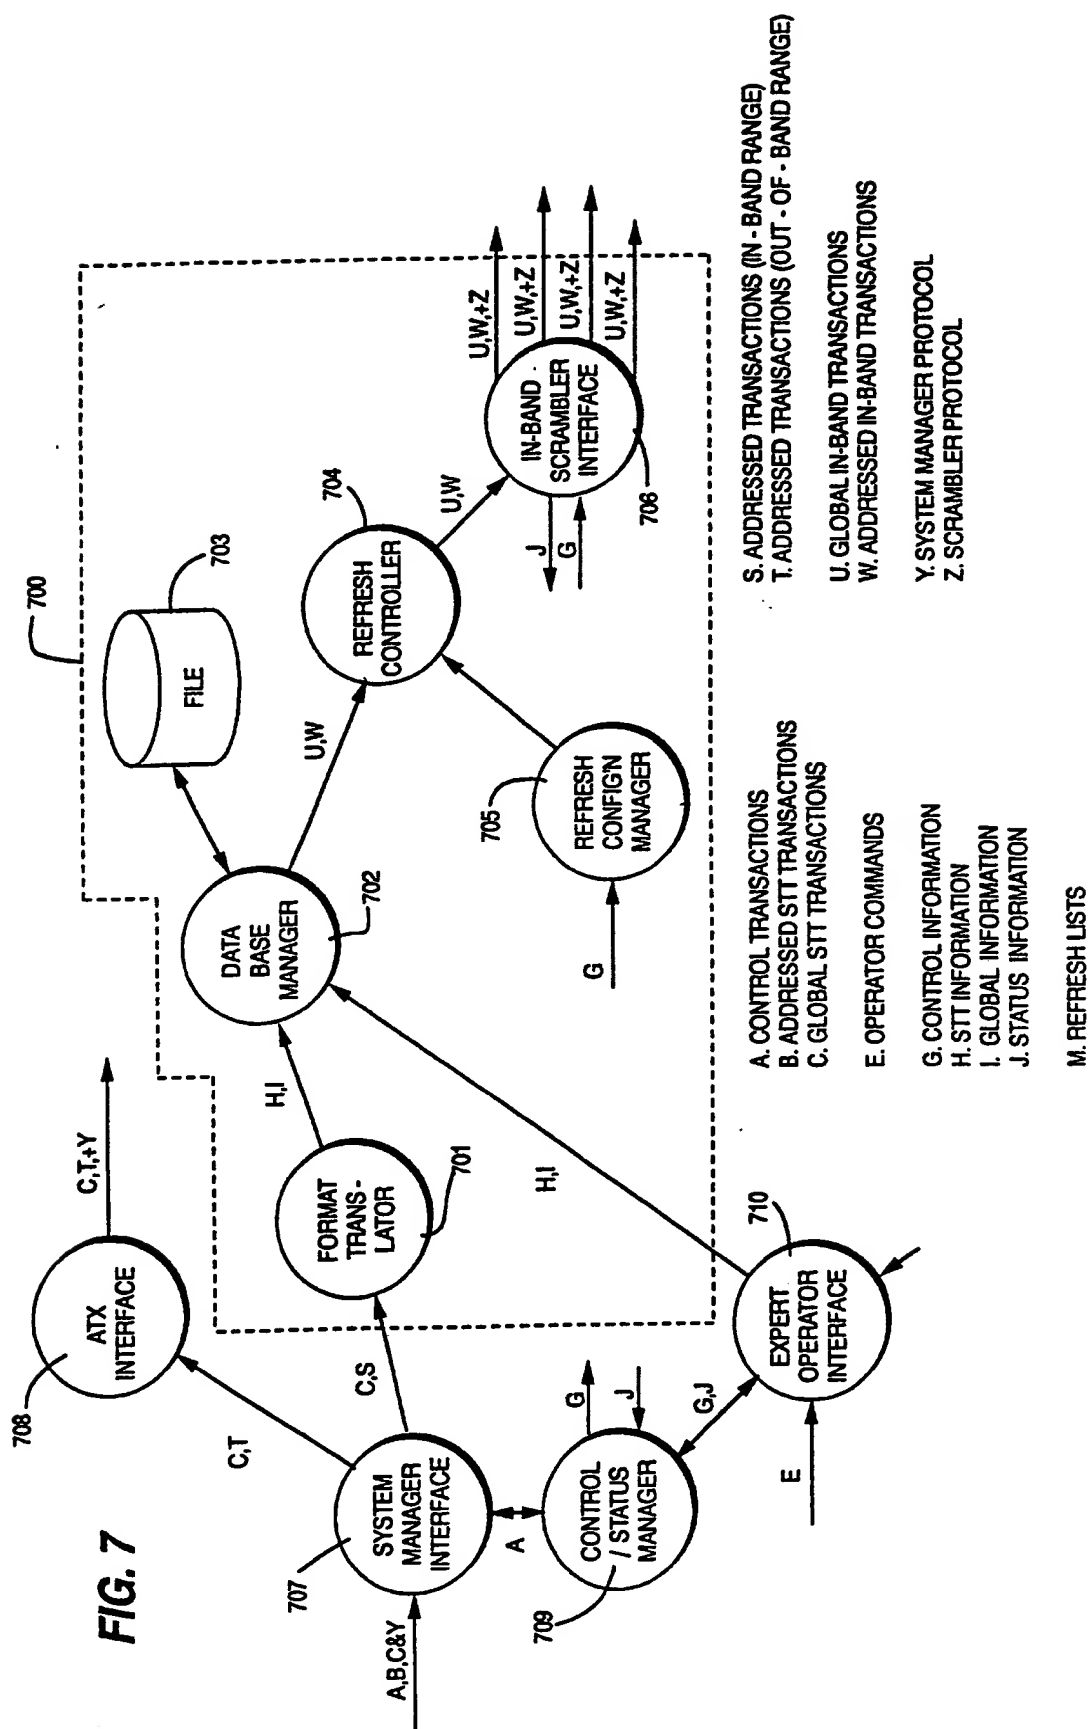 FIG. 7
A,B,C&Y
707
SYSTEM
MANAGER
INTERFACE
C,T
708
ATX
INTERFACE
C,T,+Y
C,S
A
709
CONTROL
/ STATUS
MANAGER
G
J
G,J
E
710
EXPERT
OPERATOR
INTERFACE
H,I
700
FORMAT
TRANS -
LATOR
701
H,I
DATA
BASE
MANAGER
702
FILE
703
U,W
REFRESH
CONTROLLER
704
G
705
REFRESH
CONFIG'N
MANAGER
U,W
J
G
IN-BAND
SCRAMBLER
INTERFACE
706
U,W,+Z
U,W,+Z
U,W,+Z
U,W,+Z
A. CONTROL TRANSACTIONS
B. ADDRESSED STT TRANSACTIONS
C. GLOBAL STT TRANSACTIONS
E. OPERATOR COMMANDS
G. CONTROL INFORMATION
H. STT INFORMATION
I. GLOBAL INFORMATION
J. STATUS INFORMATION
M. REFRESH LISTS
S. ADDRESSED TRANSACTIONS (IN - BAND RANGE)
T. ADDRESSED TRANSACTIONS (OUT - OF - BAND RANGE)
U. GLOBAL IN-BAND TRANSACTIONS
W. ADDRESSED IN-BAND TRANSACTIONS
Y. SYSTEM MANAGER PROTOCOL
Z. SCRAMBLER PROTOCOL